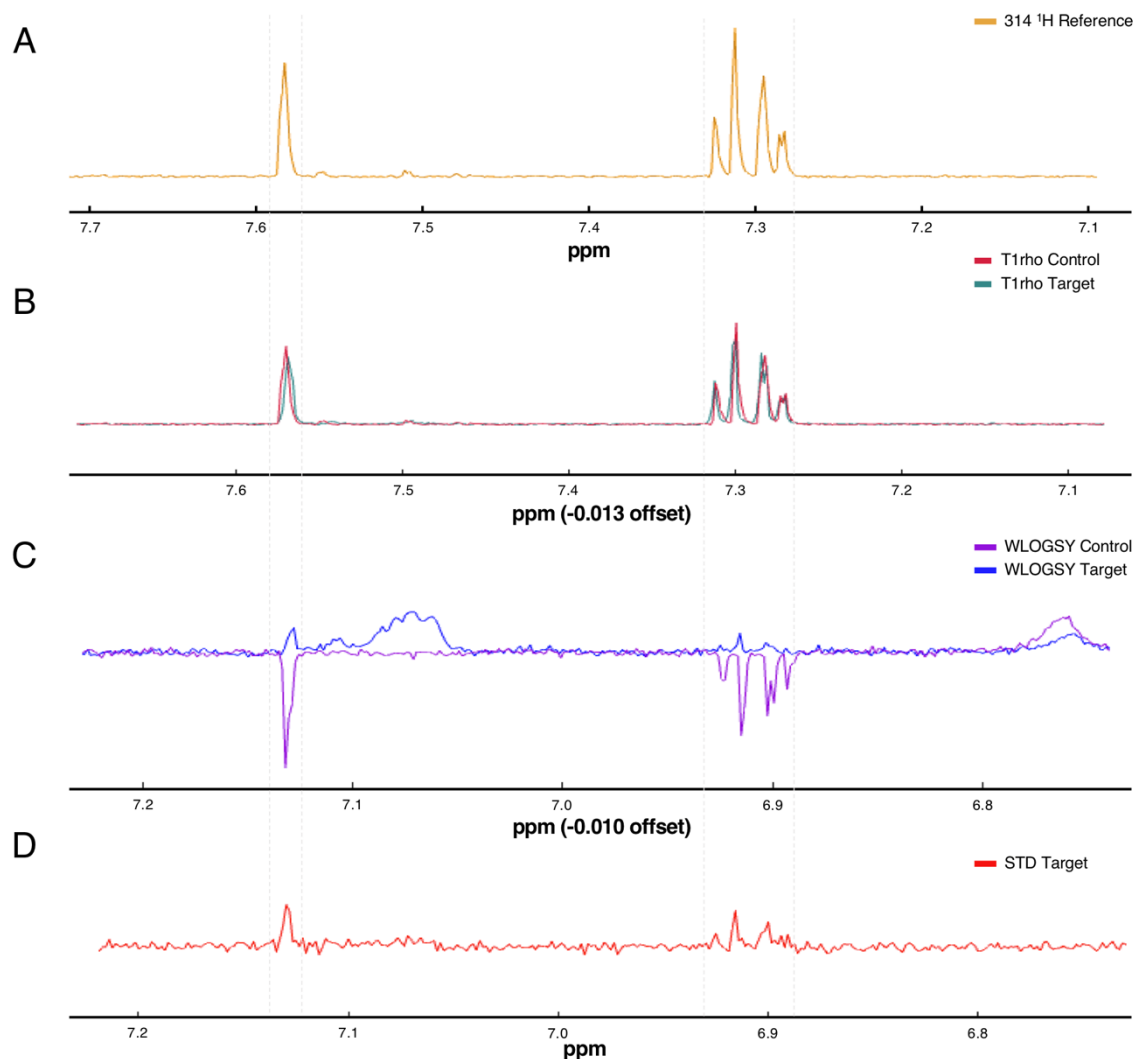 A
314 ¹H Reference
7.7 7.6 7.5 7.4 7.3 7.2 7.1
ppm
B
T1rho Control
T1rho Target
7.6 7.5 7.4 7.3 7.2 7.1
ppm (-0.013 offset)
C
WLOGSY Control
WLOGSY Target
7.2 7.1 7.0 6.9 6.8
ppm (-0.010 offset)
D
STD Target
7.2 7.1 7.0 6.9 6.8
ppm